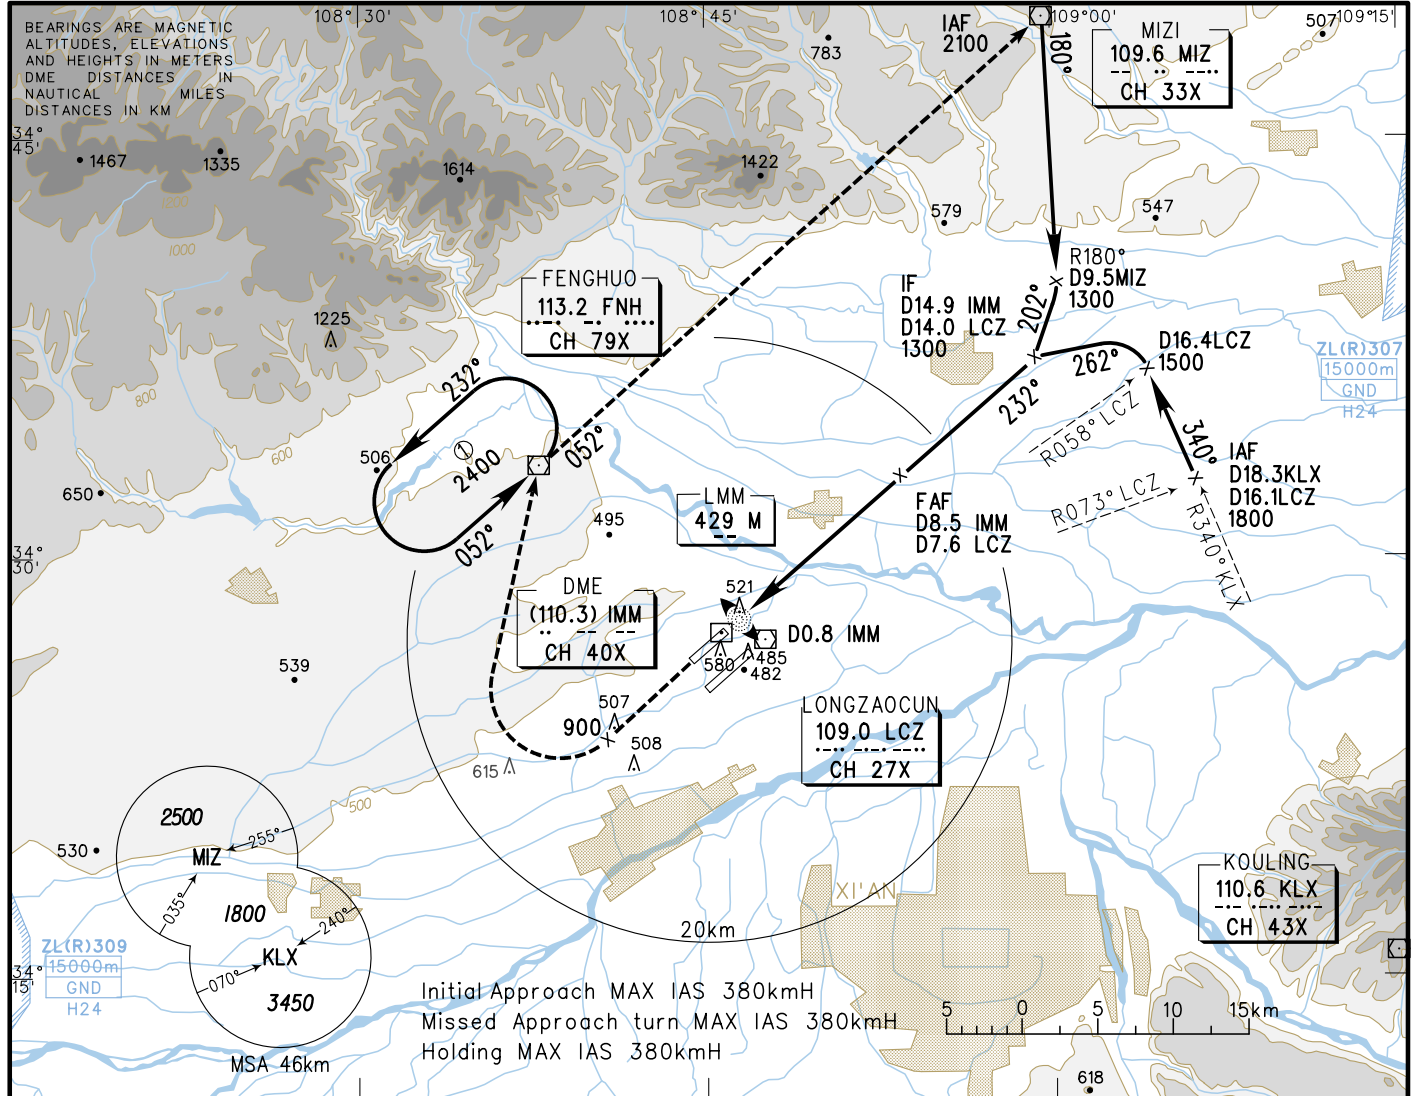 108°30'
108°45'
109°00'
109°15'
BEARINGS ARE MAGNETIC
ALTITUDES, ELEVATIONS
AND HEIGHTS IN METERS
DME DISTANCES IN
NAUTICAL MILES
DISTANCES IN KM
IAF
2100
180°
MIZI
109.6 MIZ
CH 33X
507
783
34°
45'
1467
1335
1614
1422
579
547
1200
1000
800
600
500
FENGHUO
113.2 FNH
CH 79X
1225
R180°
D9.5MIZ
1300
202°
IF
D14.9 IMM
D14.0 LCZ
1300
262°
D16.4LCZ
1500
232°
R058° LCZ
ZL(R)307
15000m
GND
H24
232°
052°
1
2400
052°
506
650
340°
IAF
D18.3KLX
D16.1LCZ
1800
R073° LCZ
R340° KLX
LMM
429 M
495
FAF
D8.5 IMM
D7.6 LCZ
34°
30'
DME
(110.3) IMM
CH 40X
521
D0.8 IMM
580
485
482
539
507
900
508
615
LONGZAOCUN
109.0 LCZ
CH 27X
530
2500
MIZ
255°
035°
1800
240°
KLX
070°
3450
MSA 46km
XI'AN
KOULING
110.6 KLX
CH 43X
20km
ZL(R)309
15000m
GND
H24
34°
15'
Initial Approach MAX IAS 380kmH
Missed Approach turn MAX IAS 380kmH
Holding MAX IAS 380kmH
5 0 5 10 15km
618